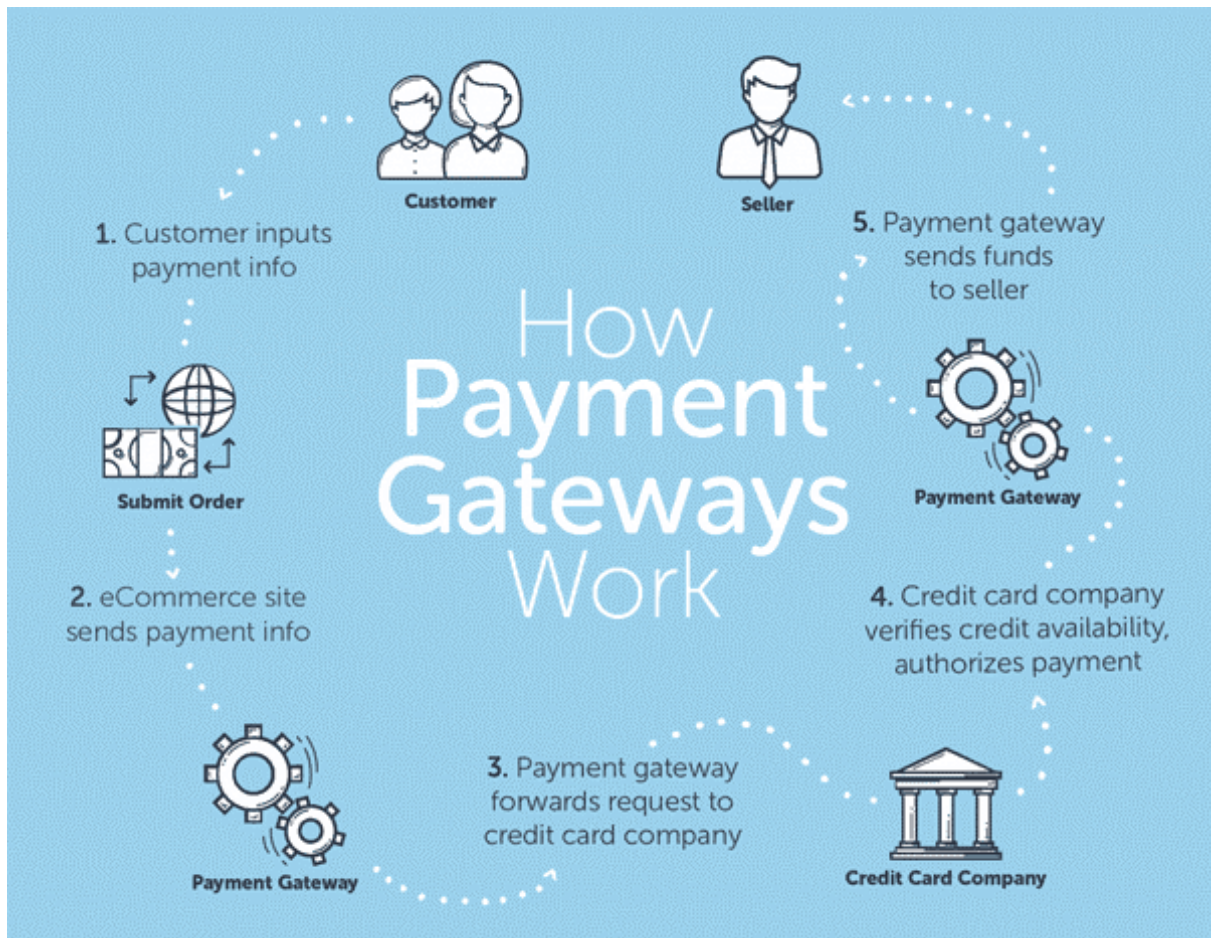 Customer
Seller
1. Customer inputs
payment info
5. Payment gateway
sends funds
to seller
How
Payment
Gateways
Work
Submit Order
Payment Gateway
2. eCommerce site
sends payment info
4. Credit card company
verifies credit availability,
authorizes payment
3. Payment gateway
forwards request to
credit card company
Payment Gateway
Credit Card Company